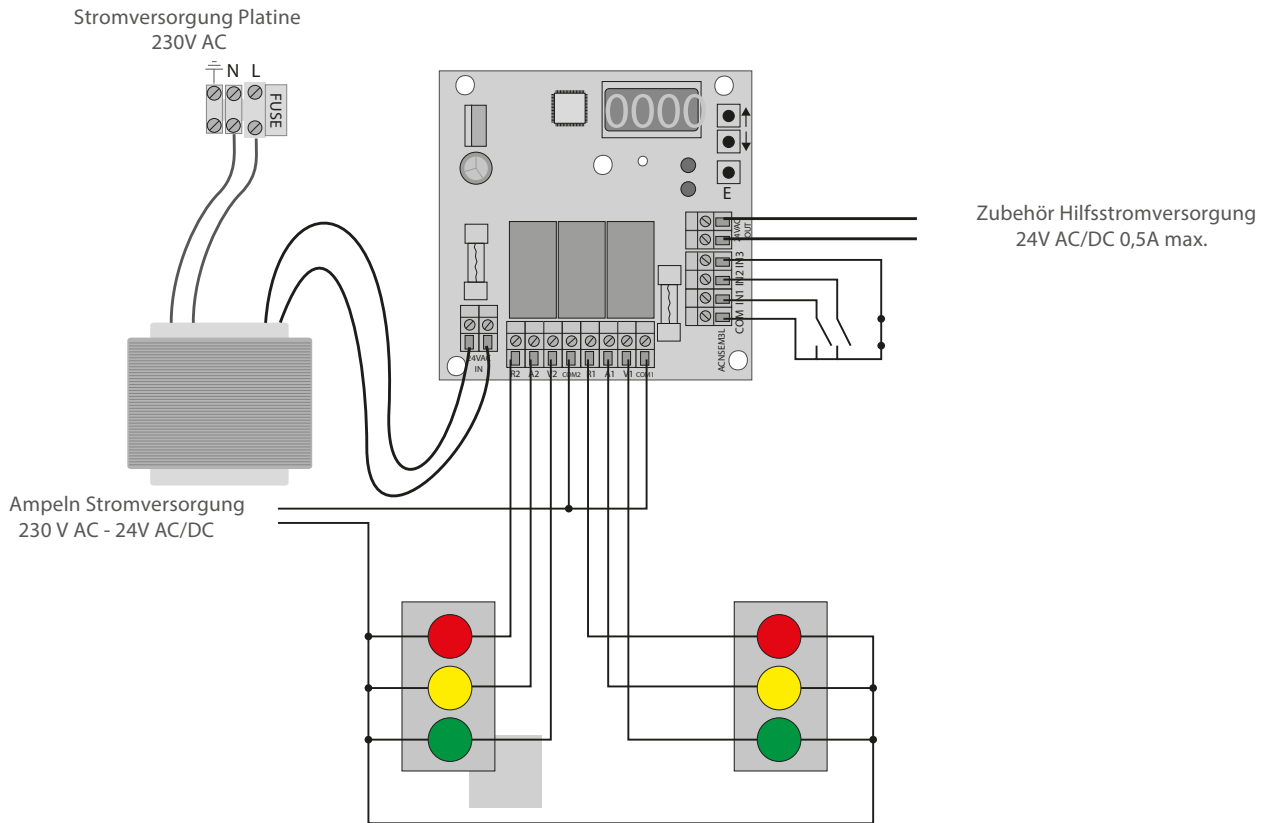 Stromversorgung Platine
230V AC
N L
FUSE
0000
E
24VAC
OUT
IN3
IN2
IN1
COM
ACNSEM3L
24VAC
IN
R2 A2 V2 COM2 R1 A1 V1 COM1
Zubehör Hilfsstromversorgung
24V AC/DC 0,5A max.
Ampeln Stromversorgung
230 V AC - 24V AC/DC